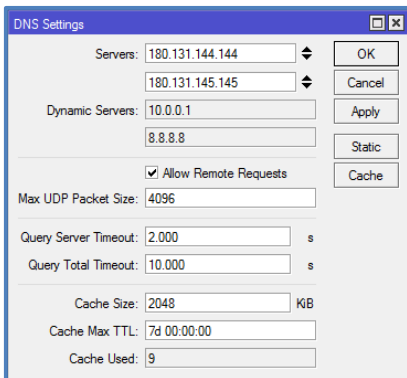 DNS Settings
Servers: 180.131.144.144 OK
180.131.145.145 Cancel
Dynamic Servers: 10.0.0.1 Apply
8.8.8.8
Static
Allow Remote Requests Cache
Max UDP Packet Size: 4096
Query Server Timeout: 2.000 s
Query Total Timeout: 10.000 s
Cache Size: 2048 KiB
Cache Max TTL: 7d 00:00:00
Cache Used: 9